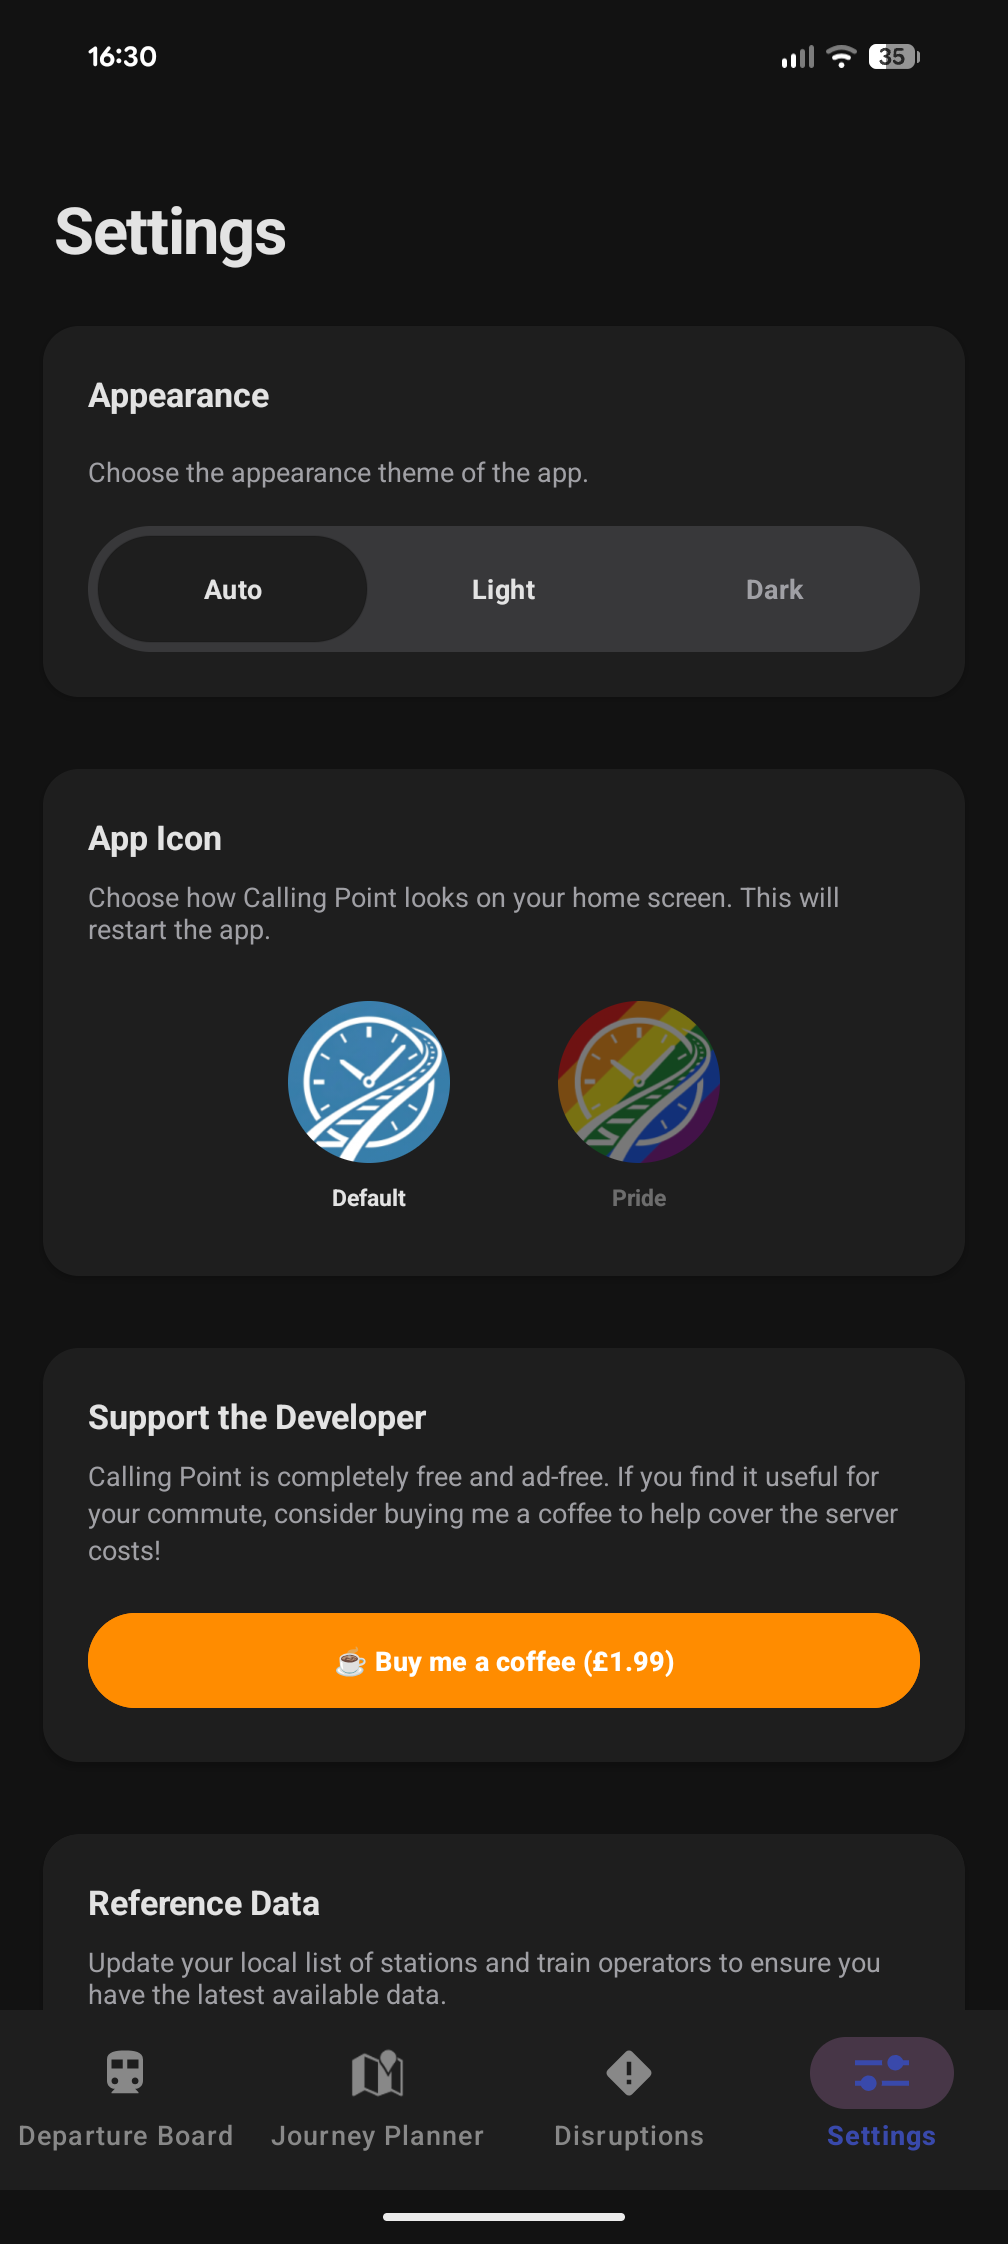 16:30
35
Settings
Appearance
Choose the appearance theme of the app.
Auto
Light
Dark
App Icon
Choose how Calling Point looks on your home screen. This will
restart the app.
Default
Pride
Support the Developer
Calling Point is completely free and ad-free. If you find it useful for
your commute, consider buying me a coffee to help cover the server
costs!
☕ Buy me a coffee (£1.99)
Reference Data
Update your local list of stations and train operators to ensure you
have the latest available data.
Departure Board
Journey Planner
Disruptions
Settings